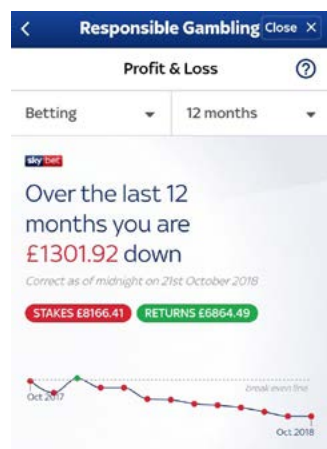 Responsible Gambling Close X
Profit & Loss ?
Betting 12 months
sky bet
Over the last 12
months you are
£1301.92 down
Correct as of midnight on 21st October 2018
STAKES £8166.41 RETURNS £6864.49
break even line
Oct 2017
Oct 2018